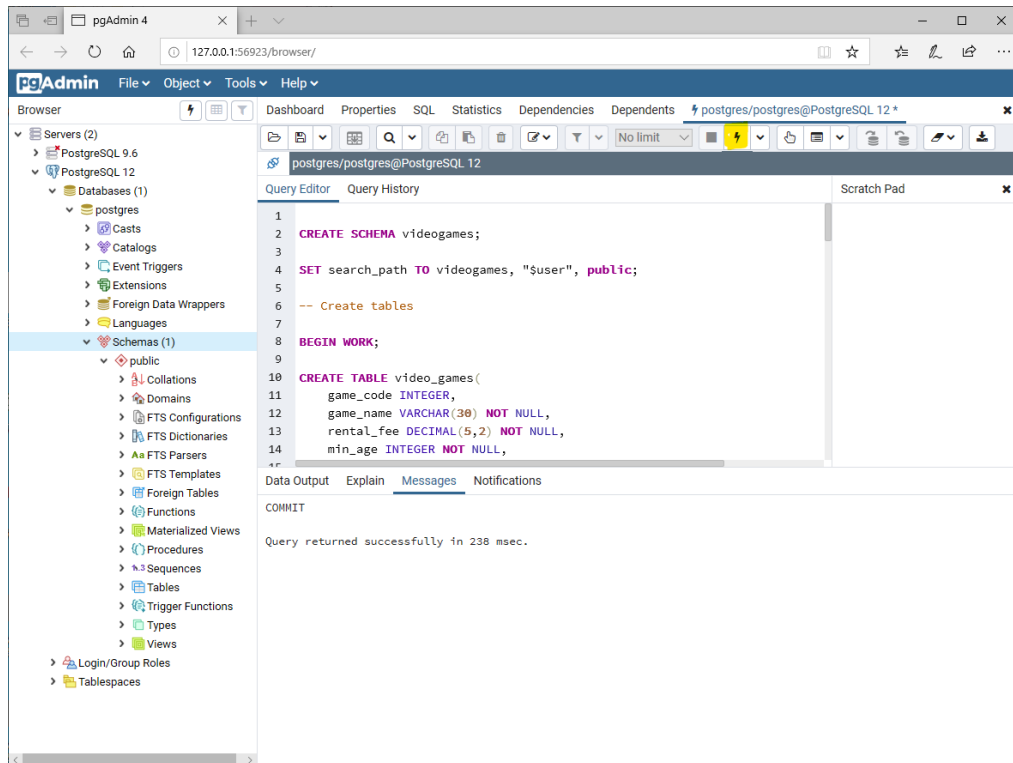 pgAdmin 4
127.0.0.1:56923/browser/
pgAdmin File Object Tools Help
Browser
Dashboard Properties SQL Statistics Dependencies Dependents postgres/postgres@PostgreSQL 12 *
Servers (2)
PostgreSQL 9.6
PostgreSQL 12
Databases (1)
postgres
Casts
Catalogs
Event Triggers
Extensions
Foreign Data Wrappers
Languages
Schemas (1)
public
Collations
Domains
FTS Configurations
FTS Dictionaries
Aa FTS Parsers
FTS Templates
Foreign Tables
Functions
Materialized Views
Procedures
1..3 Sequences
Tables
Trigger Functions
Types
Views
Login/Group Roles
Tablespaces
No limit
postgres/postgres@PostgreSQL 12
Query Editor Query History
Scratch Pad
1
2 CREATE SCHEMA videogames;
3
4 SET search_path TO videogames, "$user", public;
5
6 -- Create tables
7
8 BEGIN WORK;
9
10 CREATE TABLE video_games(
11 game_code INTEGER,
12 game_name VARCHAR(30) NOT NULL,
13 rental_fee DECIMAL(5,2) NOT NULL,
14 min_age INTEGER NOT NULL,
15
Data Output Explain Messages Notifications
COMMIT
Query returned successfully in 238 msec.